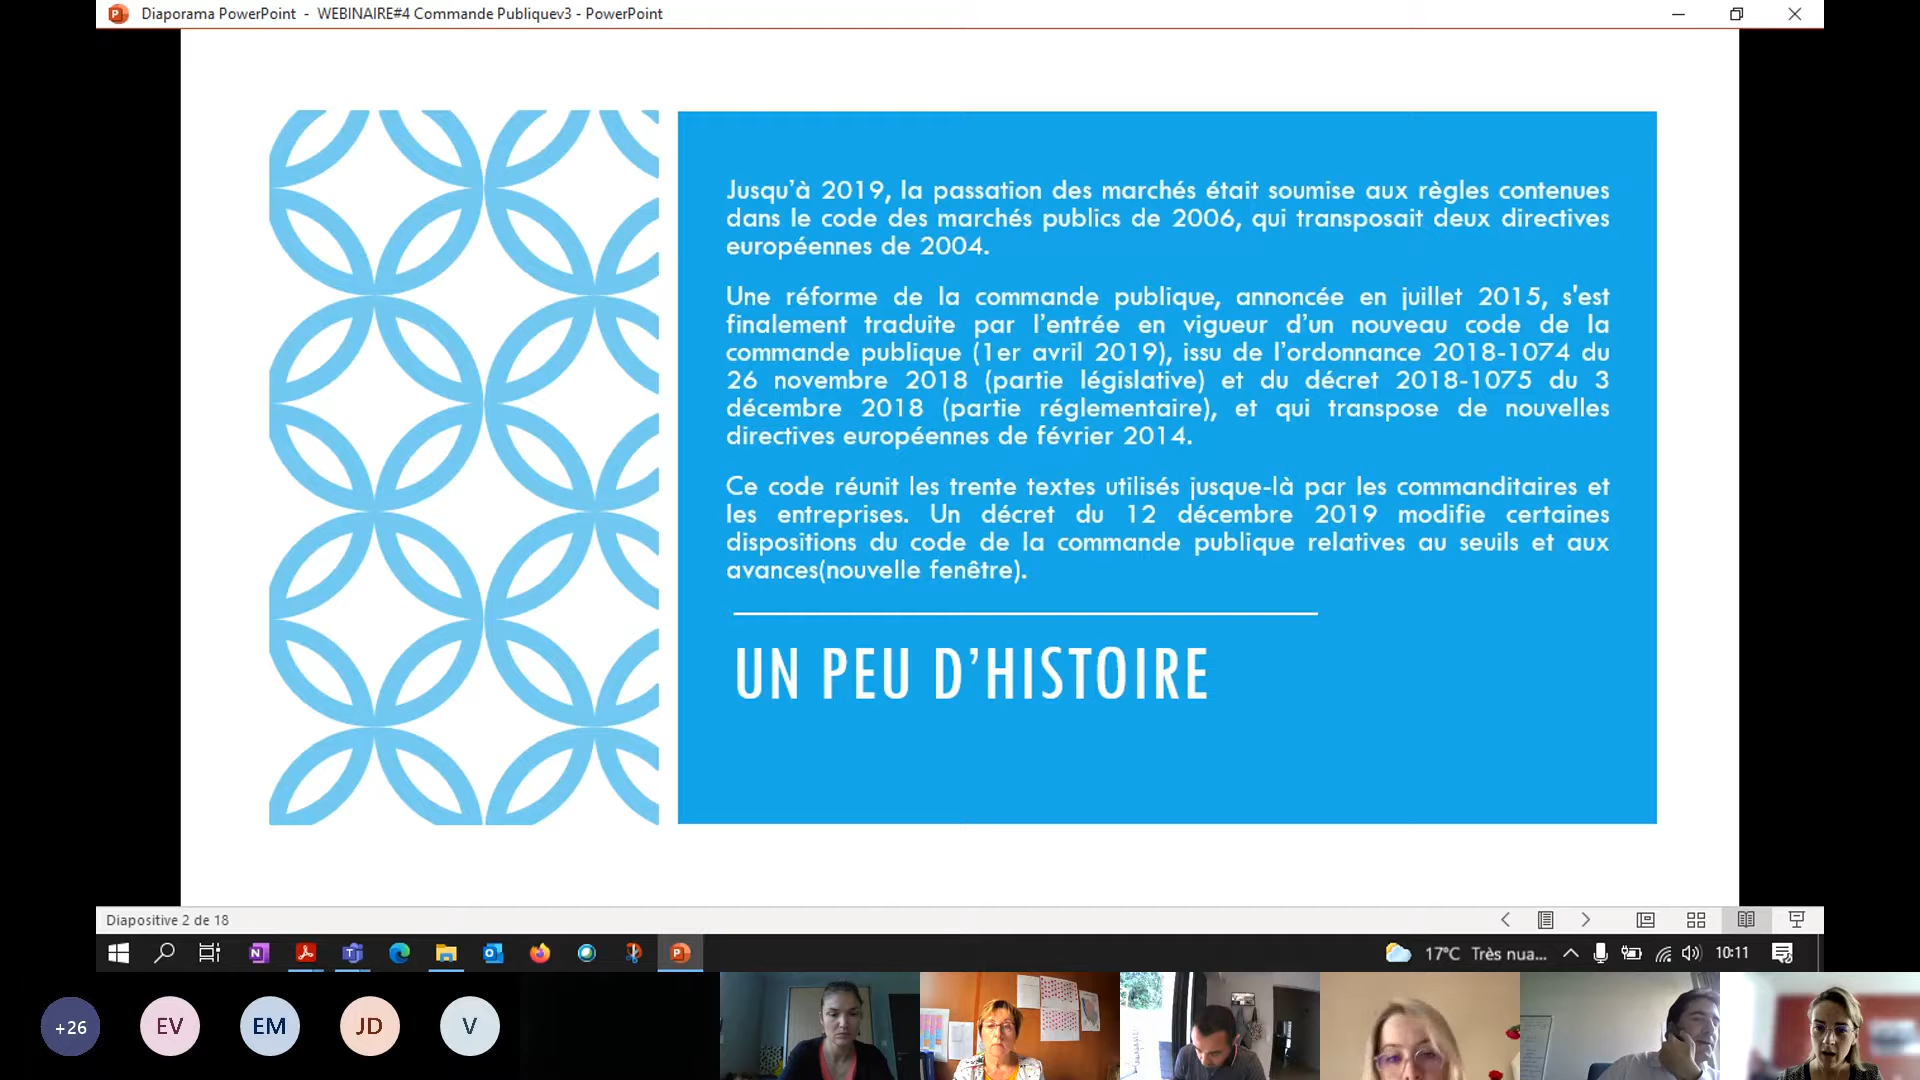 Diaporama PowerPoint - WEBINAIRE#4 Commande Publiquev3 - PowerPoint
Jusqu’à 2019, la passation des marchés était soumise aux règles contenues
dans le code des marchés publics de 2006, qui transposait deux directives
européennes de 2004.
Une réforme de la commande publique, annoncée en juillet 2015, s'est
finalement traduite par l’entrée en vigueur d’un nouveau code de la
commande publique (1er avril 2019), issu de l’ordonnance 2018-1074 du
26 novembre 2018 (partie législative) et du décret 2018-1075 du 3
décembre 2018 (partie réglementaire), et qui transpose de nouvelles
directives européennes de février 2014.
Ce code réunit les trente textes utilisés jusque-là par les commanditaires et
les entreprises. Un décret du 12 décembre 2019 modifie certaines
dispositions du code de la commande publique relatives au seuils et aux
avances(nouvelle fenêtre).
UN PEU D’HISTOIRE
Diapositive 2 de 18
17°C Très nua... 10:11
+26 EV EM JD V